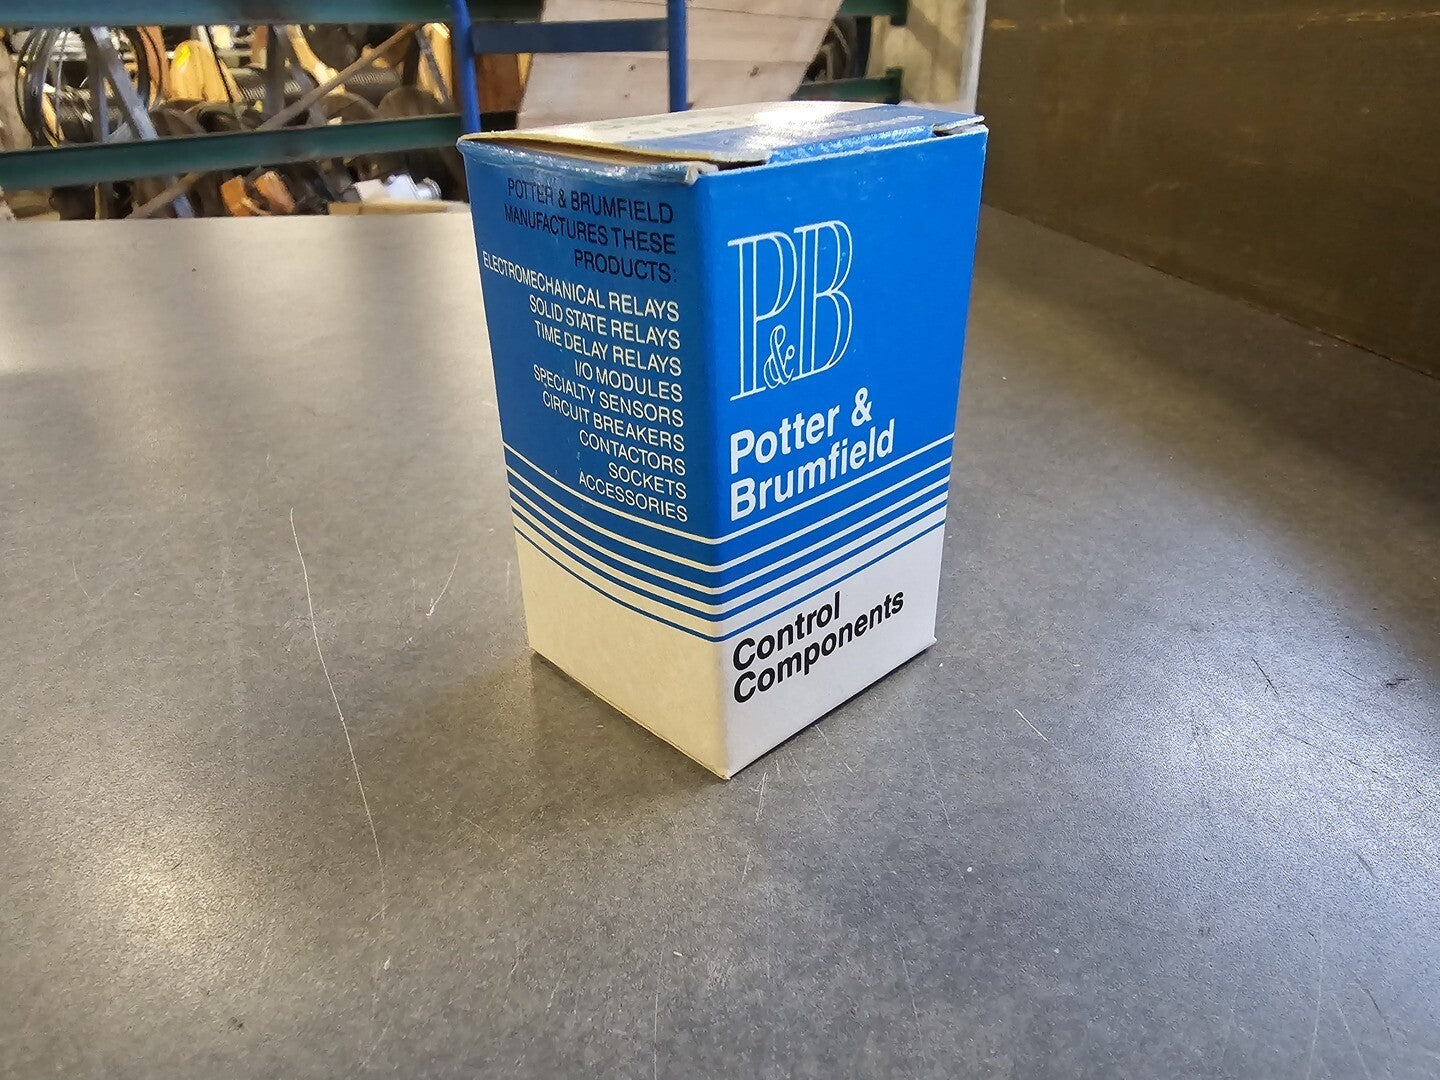 POTTER & BRUMFIELD
MANUFACTURES THESE
PRODUCTS:
ELECTROMECHANICAL RELAYS
SOLID STATE RELAYS
TIME DELAY RELAYS
I/O MODULES
SPECIALTY SENSORS
CIRCUIT BREAKERS
CONTACTORS
SOCKETS
ACCESSORIES
P&B
Potter &
Brumfield
Control
Components